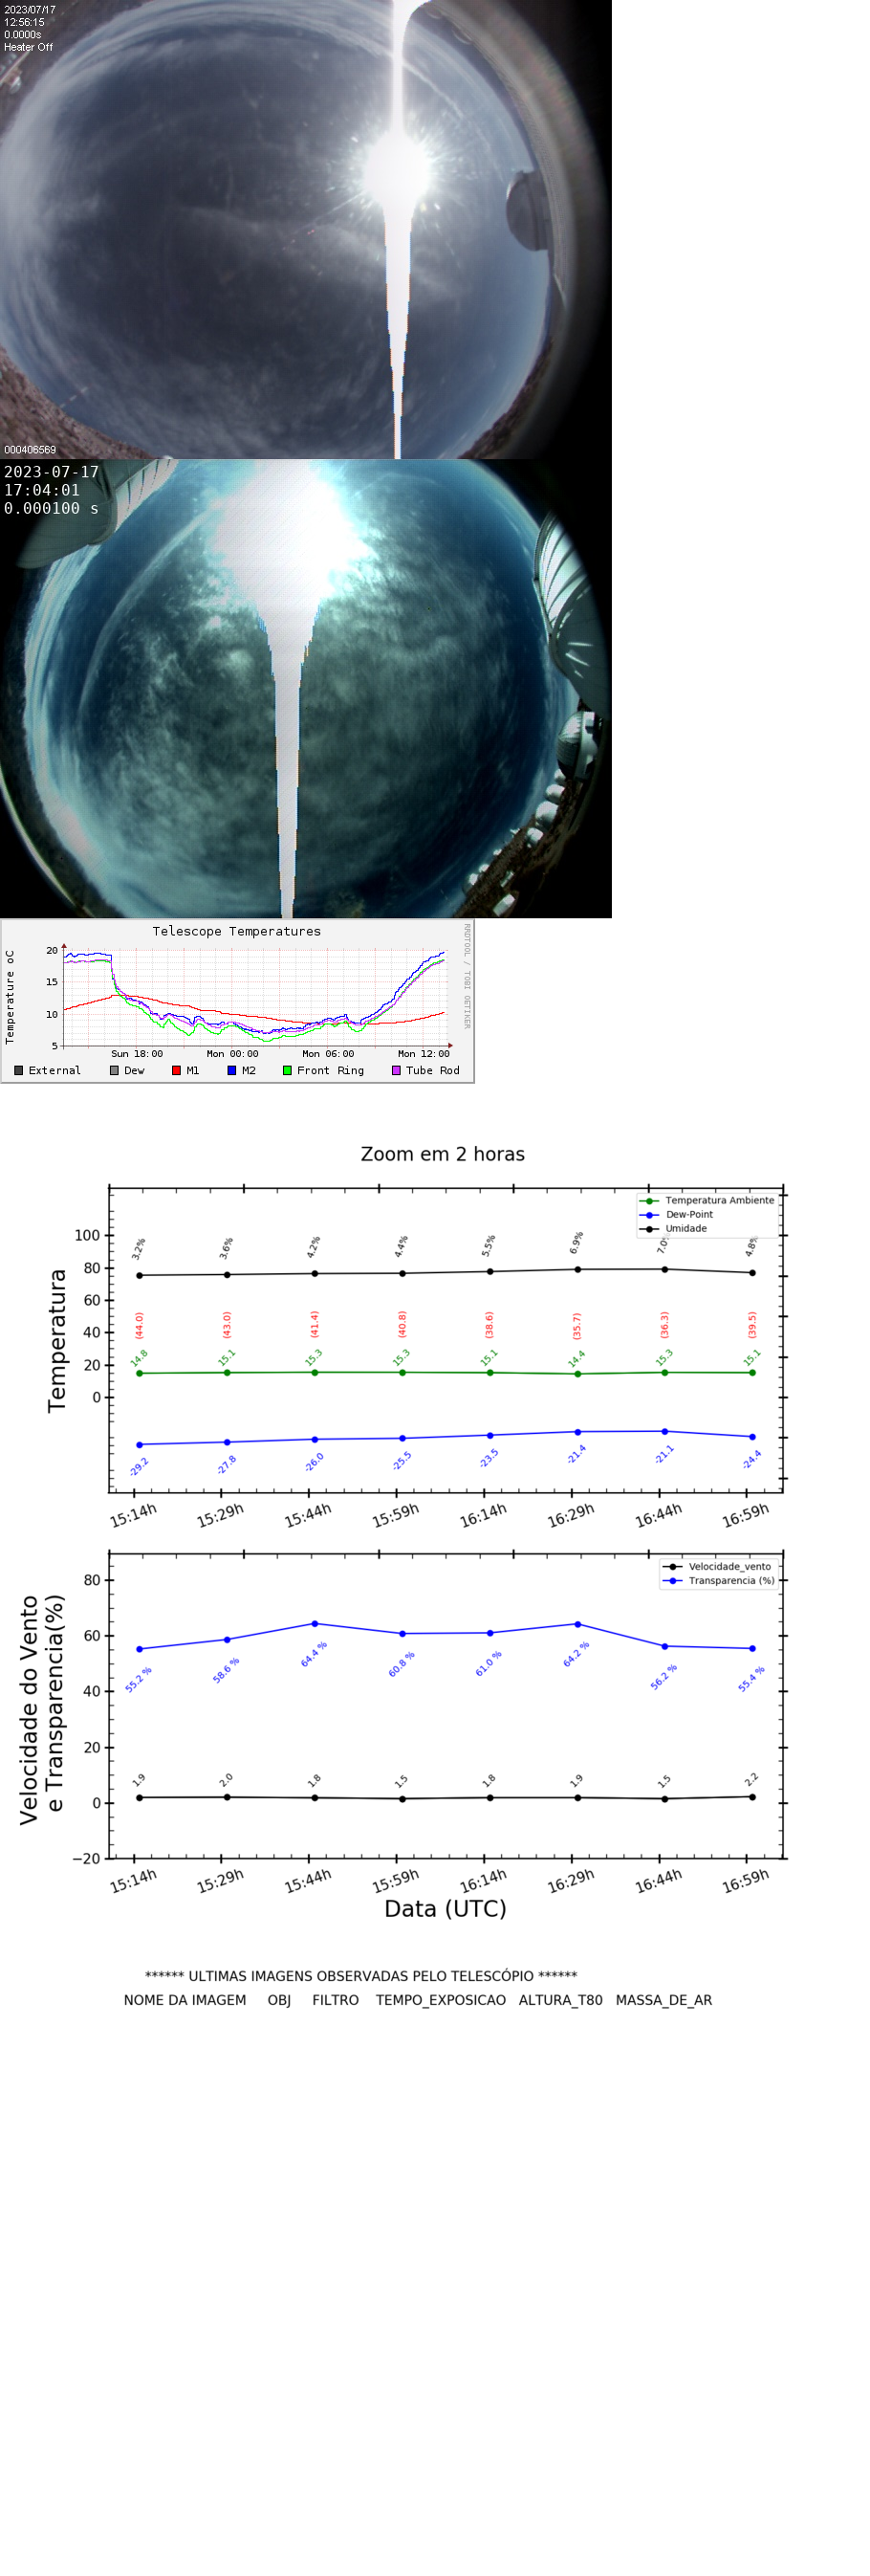 2023/07/17
12:56:15
0.0000s
Heater Off
000406569
2023-07-17
17:04:01
0.000100 s
Telescope Temperatures
RRDTOOL / TOBI OETIKER
Temperature oC
20
15
10
5
Sun 18:00 Mon 00:00 Mon 06:00 Mon 12:00
External Dew M1 M2 Front Ring Tube Rod
Zoom em 2 horas
Temperatura Ambiente
Dew-Point
Umidade
Temperatura
100
80
60
40
20
0
3.2% 3.6% 4.2% 4.4% 5.5% 6.9% 7.0% 4.8%
(44.0) (43.0) (41.4) (40.8) (38.6) (35.7) (36.3) (39.5)
14.8 15.1 15.3 15.3 15.1 14.4 15.3 15.1
-29.2 -27.8 -26.0 -25.5 -23.5 -21.4 -21.1 -24.4
15:14h 15:29h 15:44h 15:59h 16:14h 16:29h 16:44h 16:59h
Velocidade_vento
Transparencia (%)
Velocidade do Vento
e Transparencia(%)
80
60
40
20
0
−20
55.2 % 58.6 % 64.4 % 60.8 % 61.0 % 64.2 % 56.2 % 55.4 %
1.9 2.0 1.8 1.5 1.8 1.9 1.5 2.2
15:14h 15:29h 15:44h 15:59h 16:14h 16:29h 16:44h 16:59h
Data (UTC)
****** ULTIMAS IMAGENS OBSERVADAS PELO TELESCÓPIO ******
NOME DA IMAGEM OBJ FILTRO TEMPO_EXPOSICAO ALTURA_T80 MASSA_DE_AR